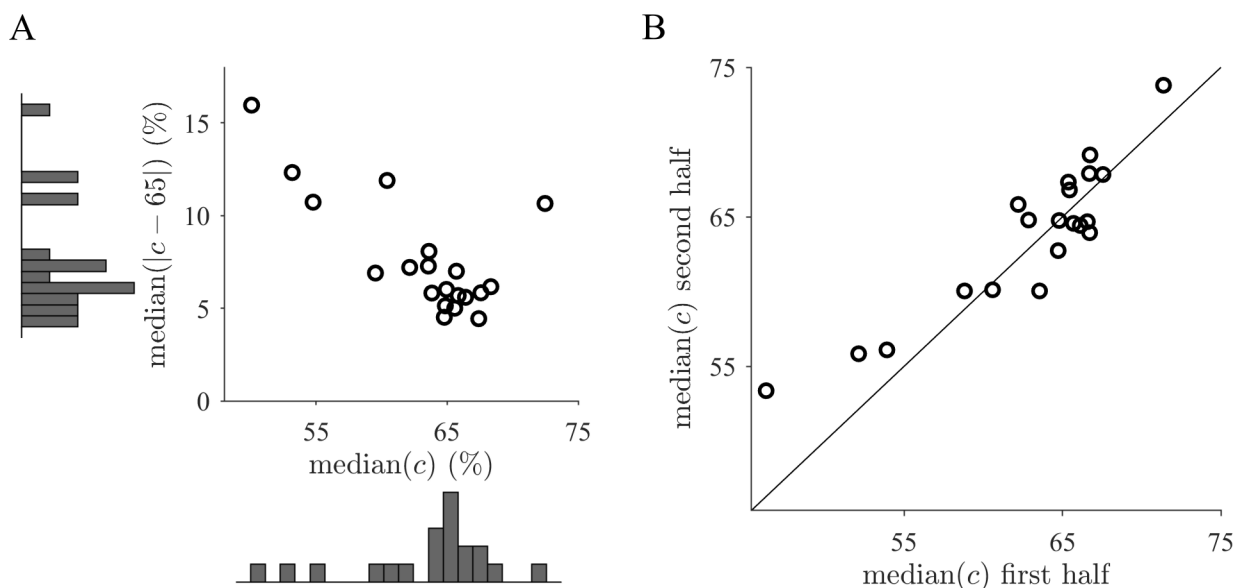 A
median(|c − 65|) (%)
15
10
5
0
55
65
75
median(c) (%)
B
median(c) second half
75
65
55
55
65
75
median(c) first half